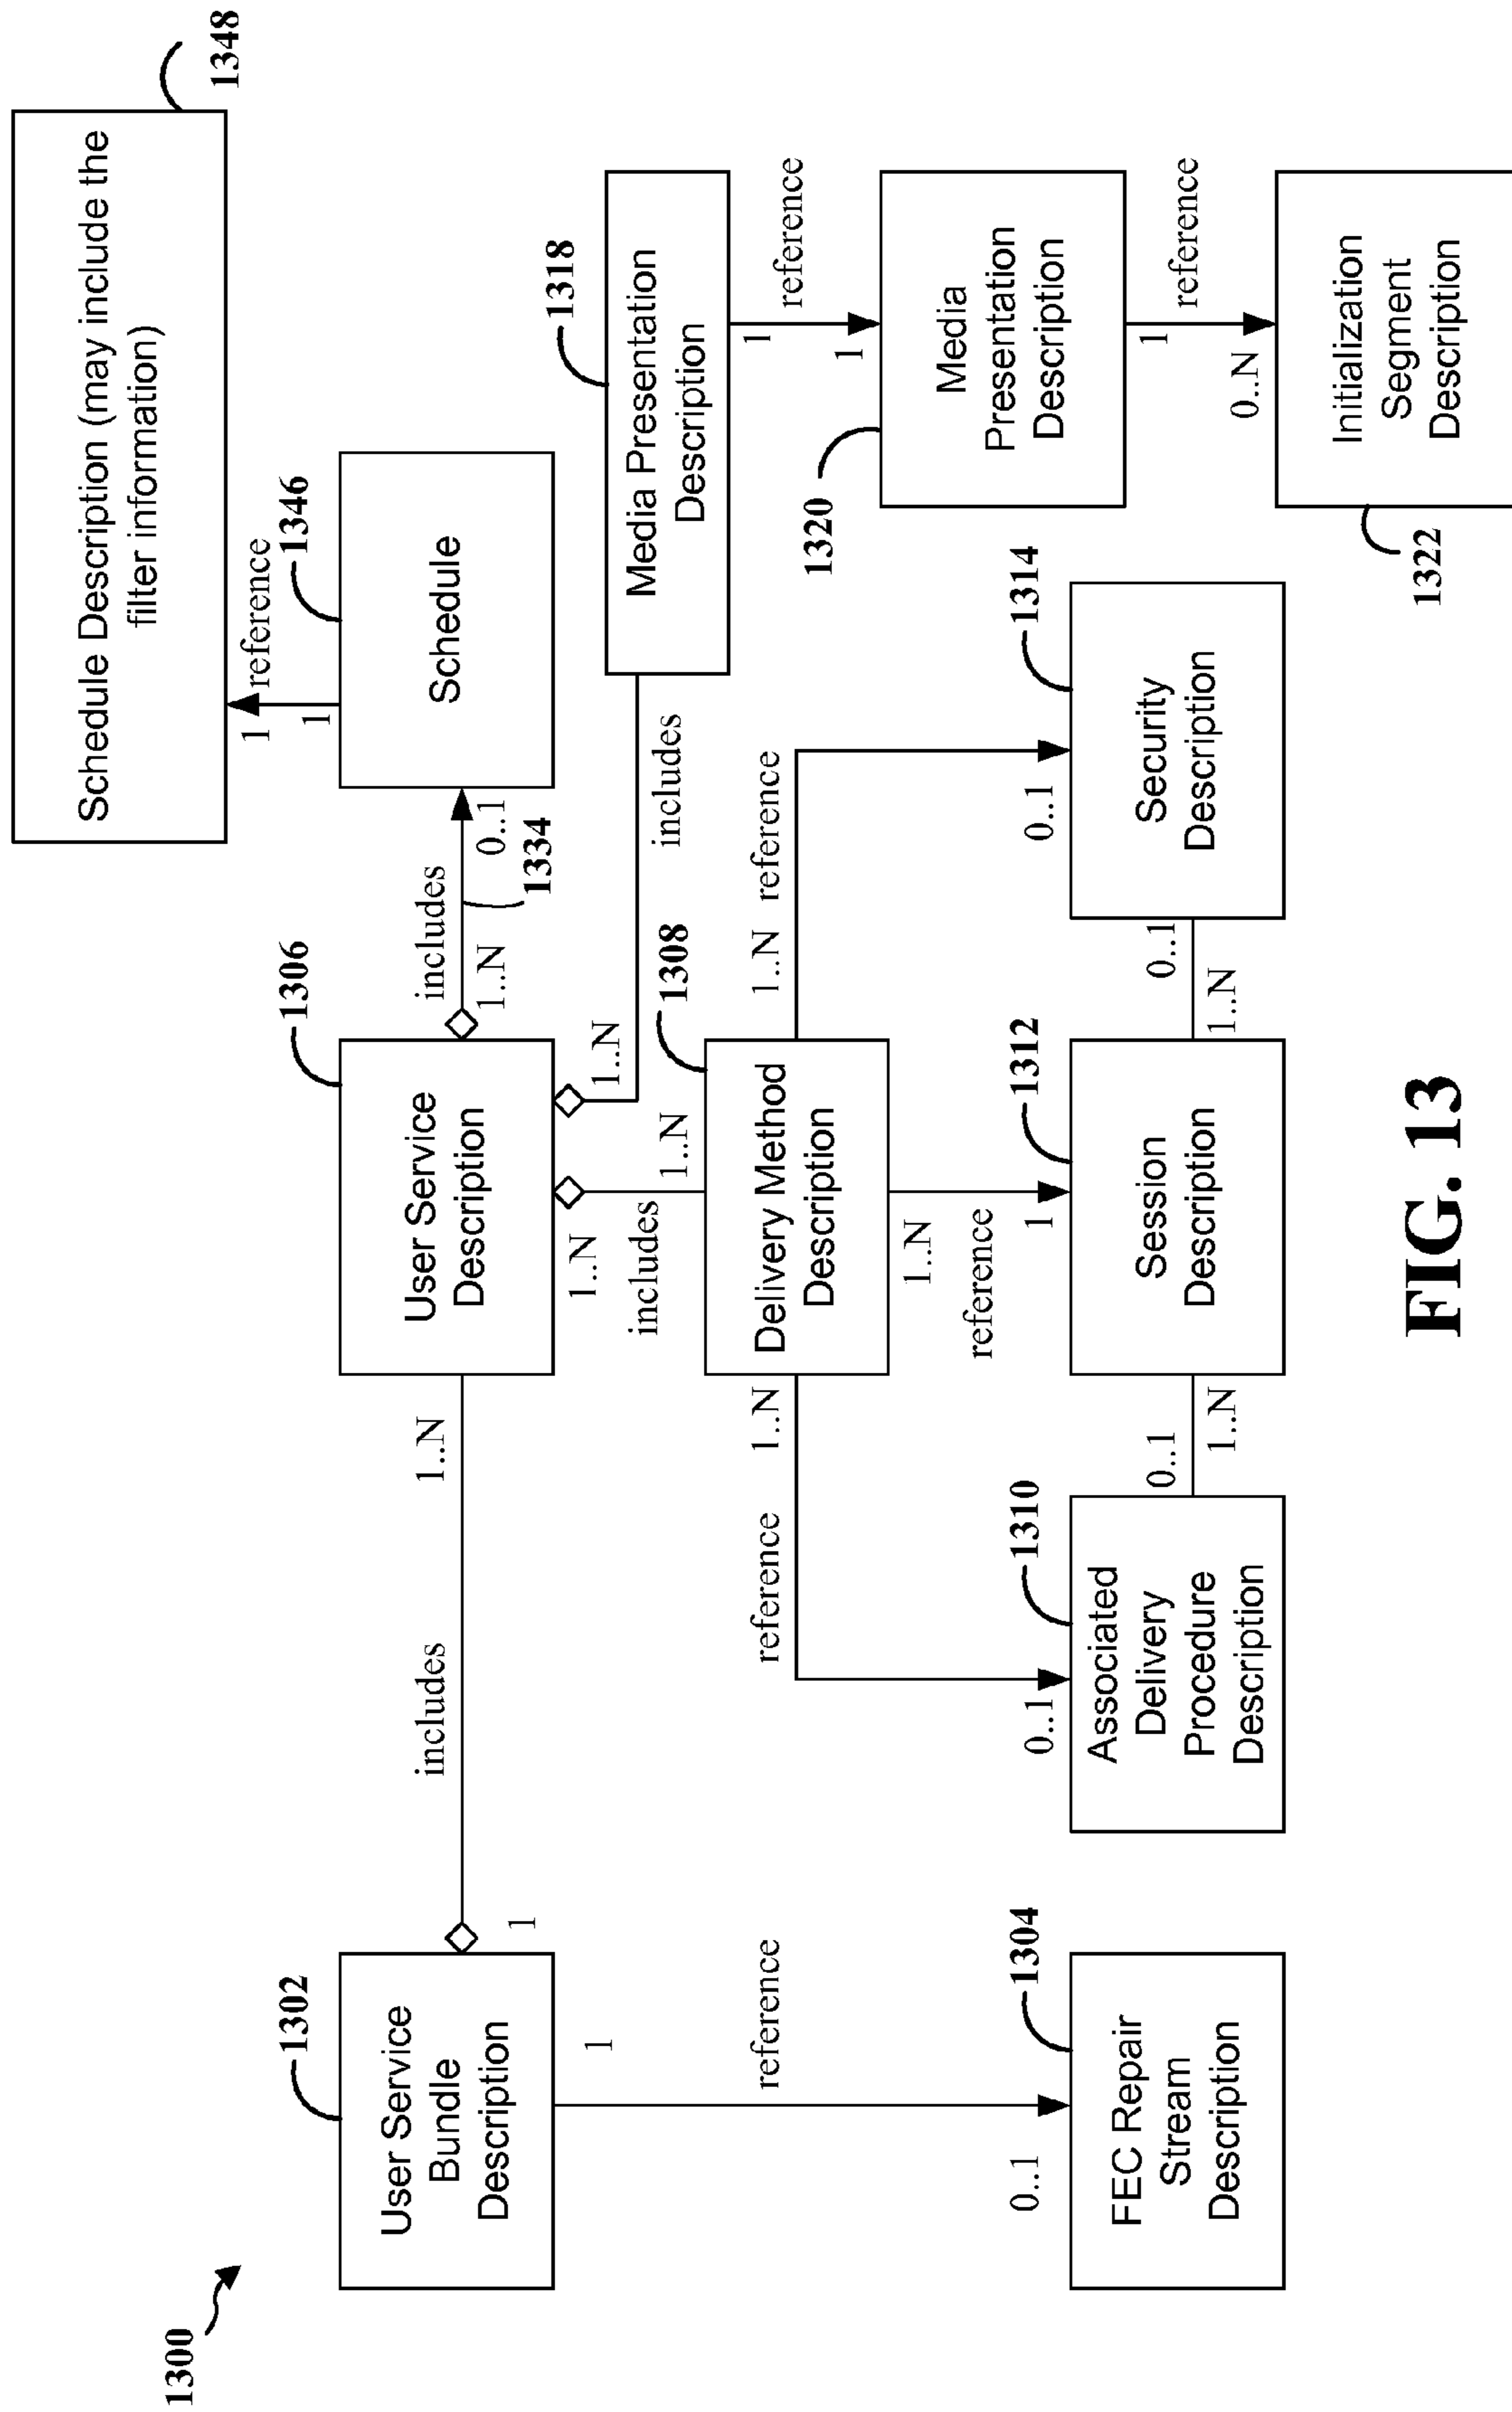 1300
1302
User Service
Bundle
Description
1
includes
1..N
1306
User Service
Description
includes
1..N
0..1
1334
1346
Schedule
1
reference
1
Schedule Description (may include the
filter information)
1348
1
reference
0..1
1304
FEC Repair
Stream
Description
1..N
includes
1..N
1308
Delivery Method
Description
1..N
includes
1318
Media Presentation
Description
1
reference
1
1320
Media
Presentation
Description
1
reference
0..N
1322
Initialization
Segment
Description
1..N
reference
0..1
1310
Associated
Delivery
Procedure
Description
1..N
reference
1
1312
Session
Description
1..N
reference
0..1
1314
Security
Description
0..1
1..N
0..1
1..N
FIG. 13